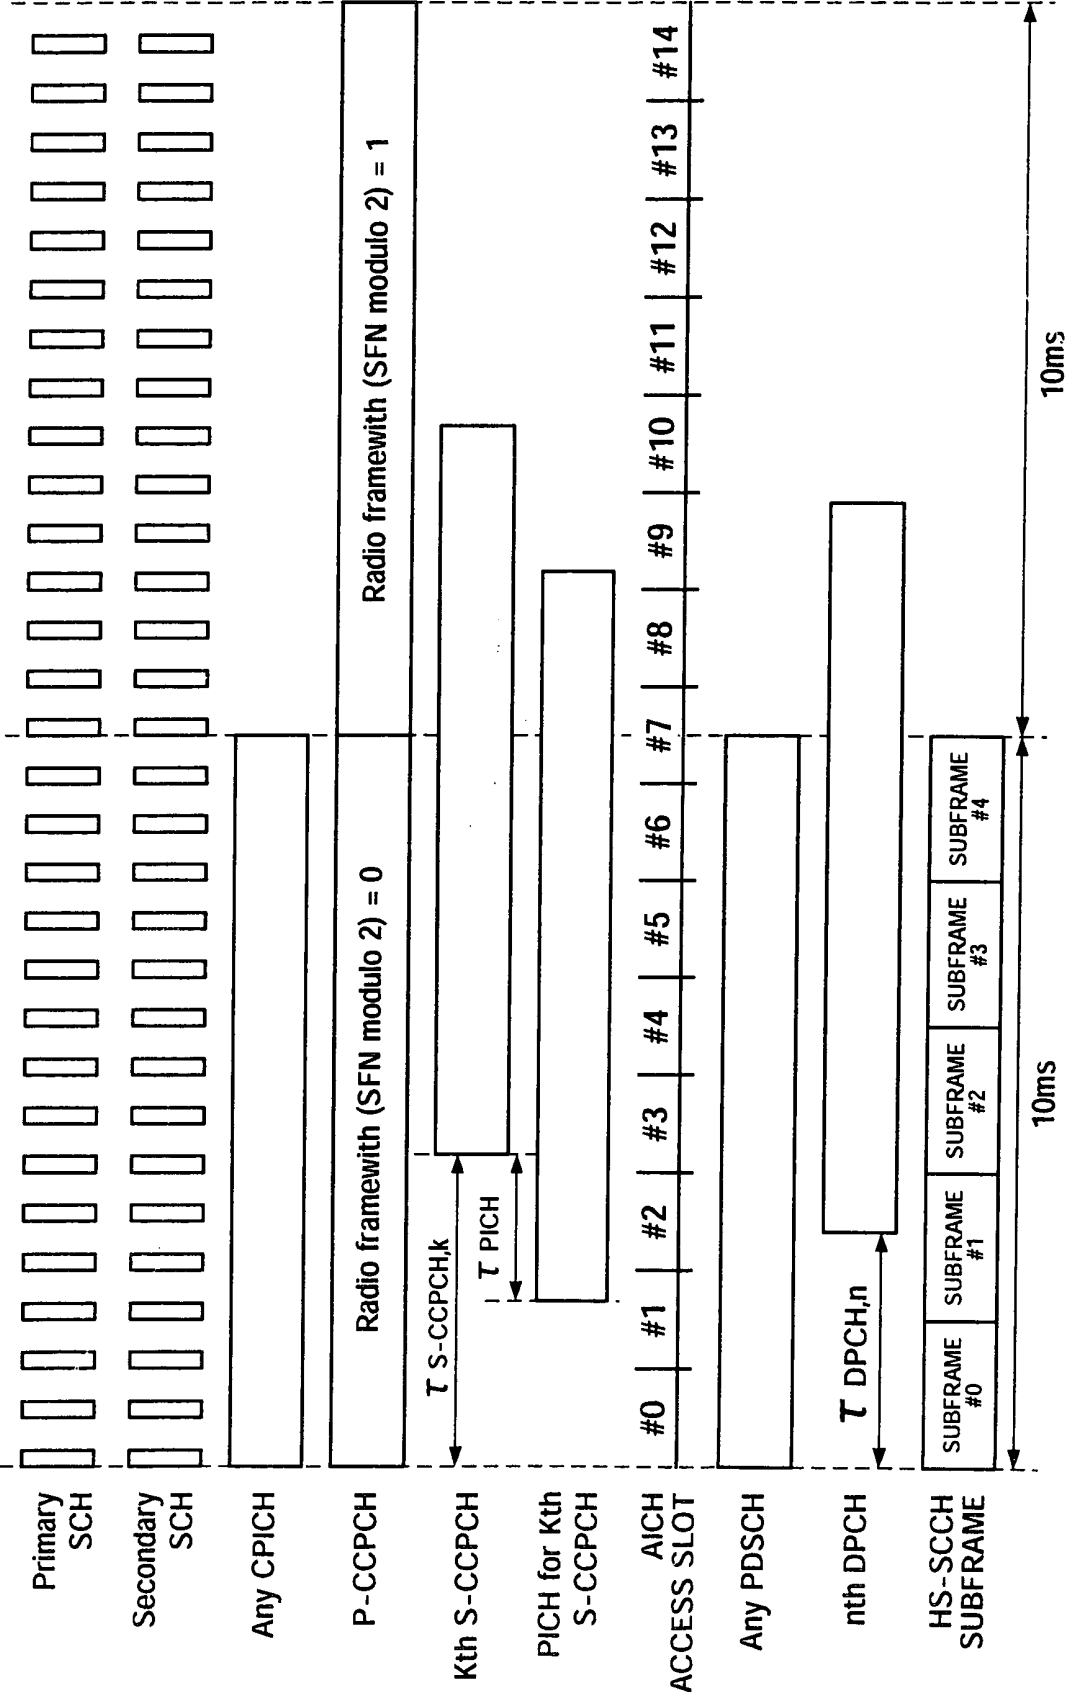 Primary
SCH
Secondary
SCH
Any CPICH
P-CCPCH
Radio framewith (SFN modulo 2) = 0
Radio framewith (SFN modulo 2) = 1
Kth S-CCPCH
τ S-CCPCH,k
τ PICH
PICH for Kth
S-CCPCH
AICH
ACCESS SLOT
#0 #1 #2 #3 #4 #5 #6 #7 #8 #9 #10 #11 #12 #13 #14
Any PDSCH
nth DPCH
τ DPCH,n
HS-SCCH
SUBFRAME
SUBFRAME
#0
SUBFRAME
#1
SUBFRAME
#2
SUBFRAME
#3
SUBFRAME
#4
10ms
10ms